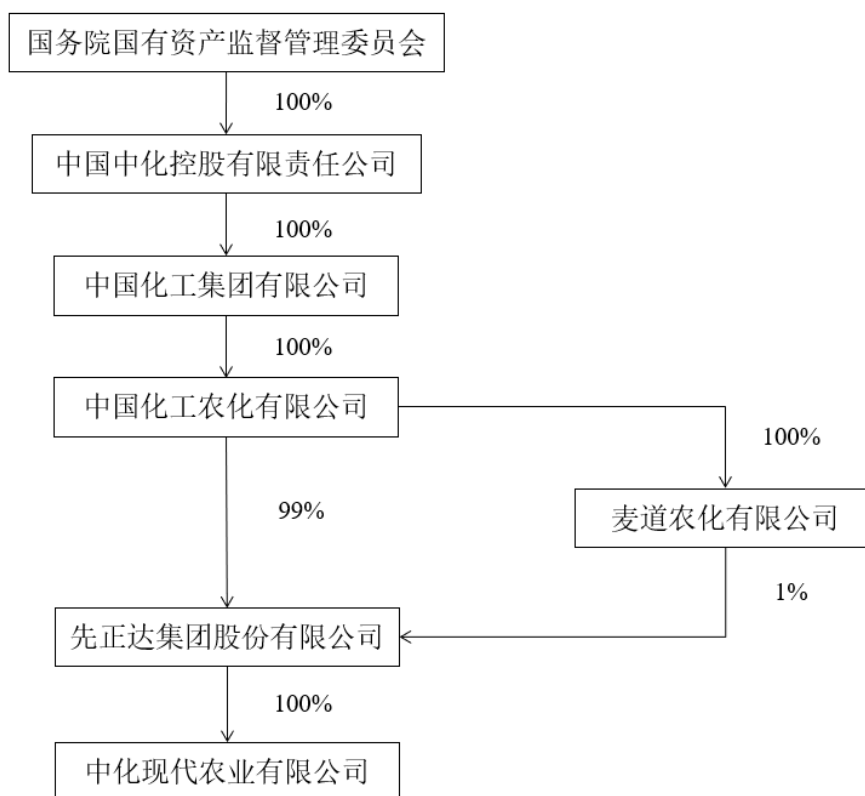 国务院国有资产监督管理委员会
100%
中国中化控股有限责任公司
100%
中国化工集团有限公司
100%
中国化工农化有限公司
100%
99%
麦道农化有限公司
1%
先正达集团股份有限公司
100%
中化现代农业有限公司